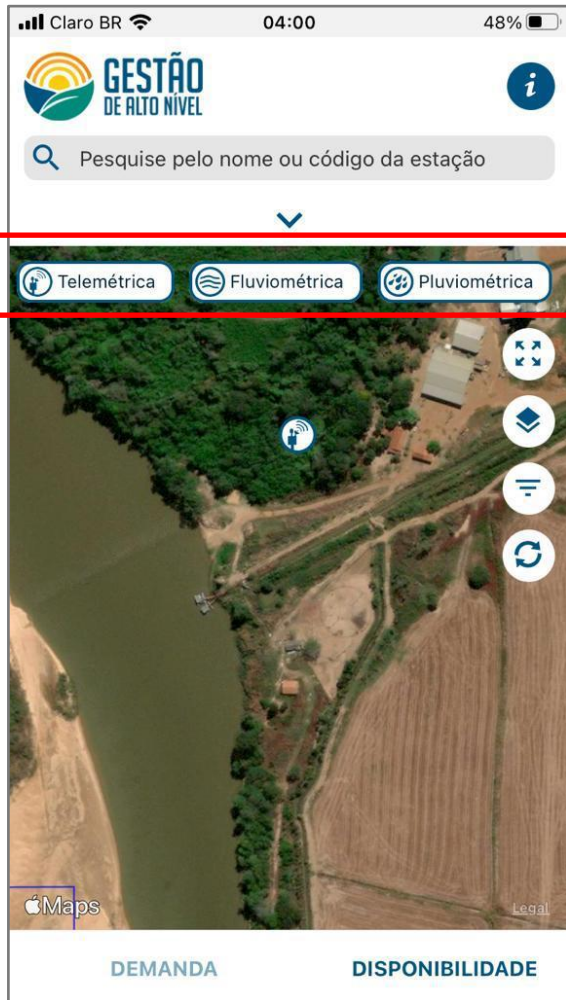 Claro BR 04:00 48%
GESTÃO
DE ALTO NÍVEL
i
Pesquise pelo nome ou código da estação
Telemétrica Fluviométrica Pluviométrica
Maps Legal
DEMANDA DISPONIBILIDADE